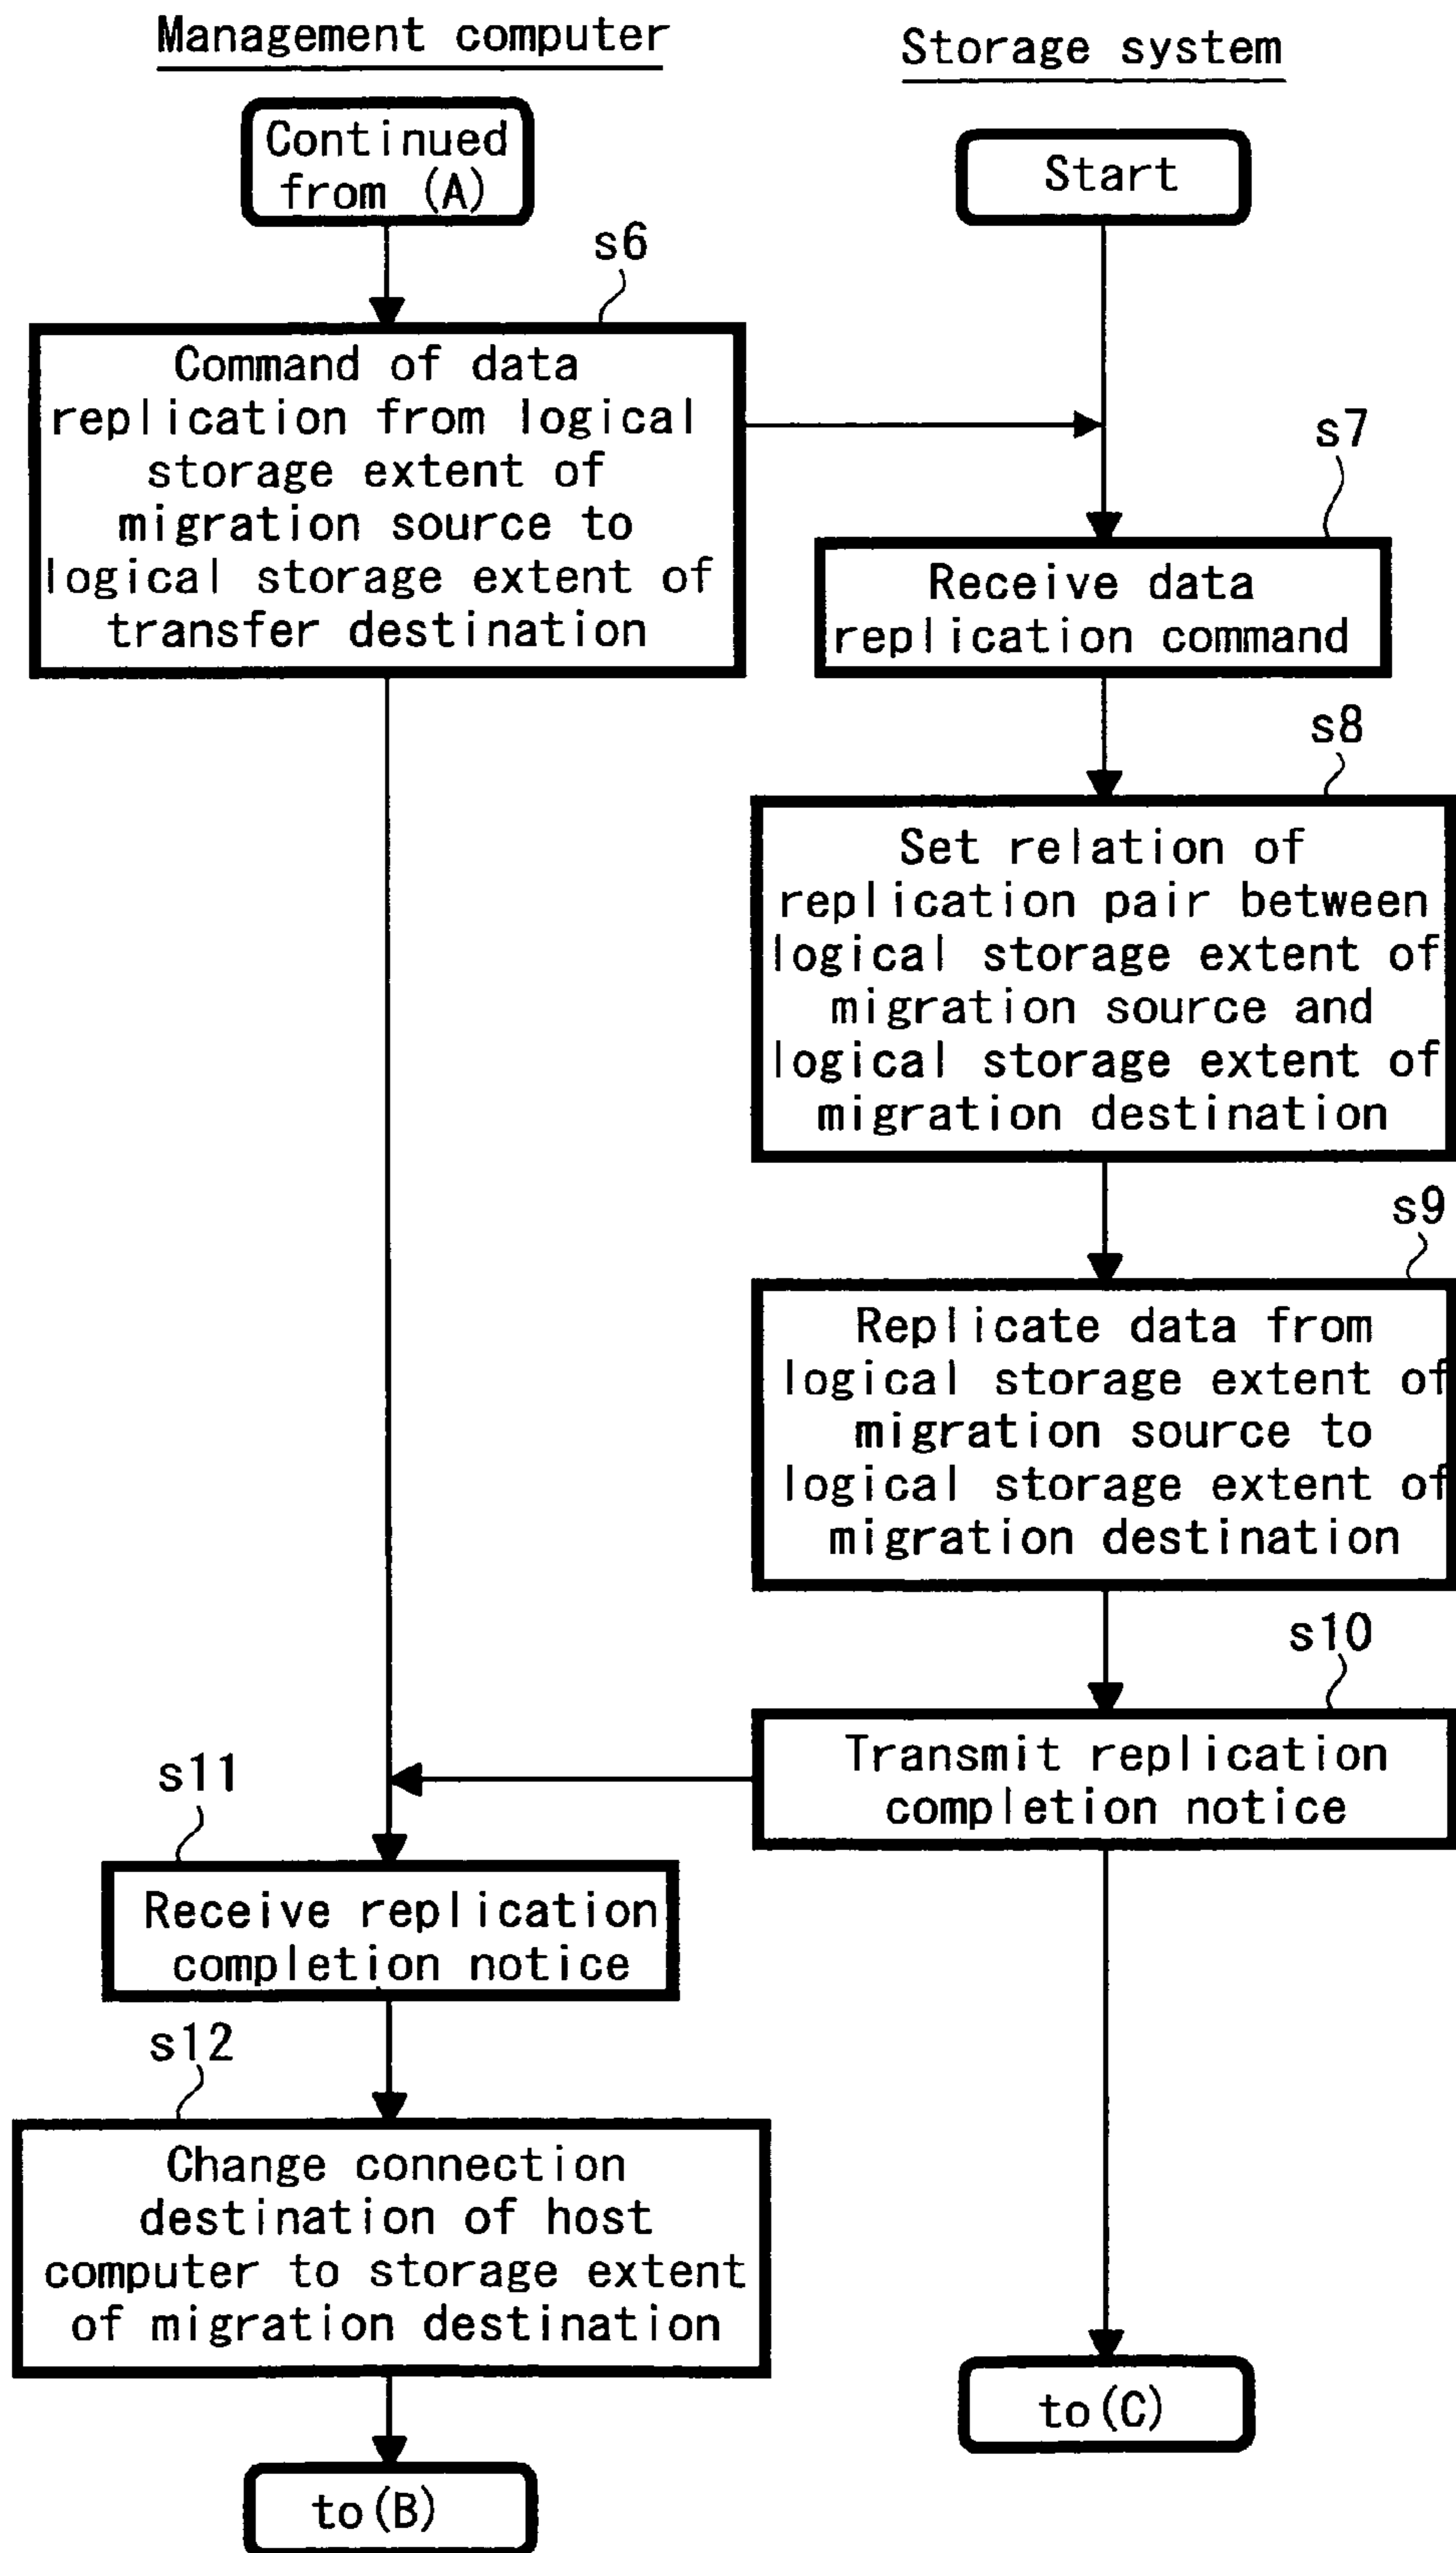 Management computer
Storage system
Continued
from (A)
Start
s6
Command of data
replication from logical
storage extent of
migration source to
logical storage extent of
transfer destination
s7
Receive data
replication command
s8
Set relation of
replication pair between
logical storage extent of
migration source and
logical storage extent of
migration destination
s9
Replicate data from
logical storage extent of
migration source to
logical storage extent of
migration destination
s10
Transmit replication
completion notice
s11
Receive replication
completion notice
s12
Change connection
destination of host
computer to storage extent
of migration destination
to(C)
to(B)